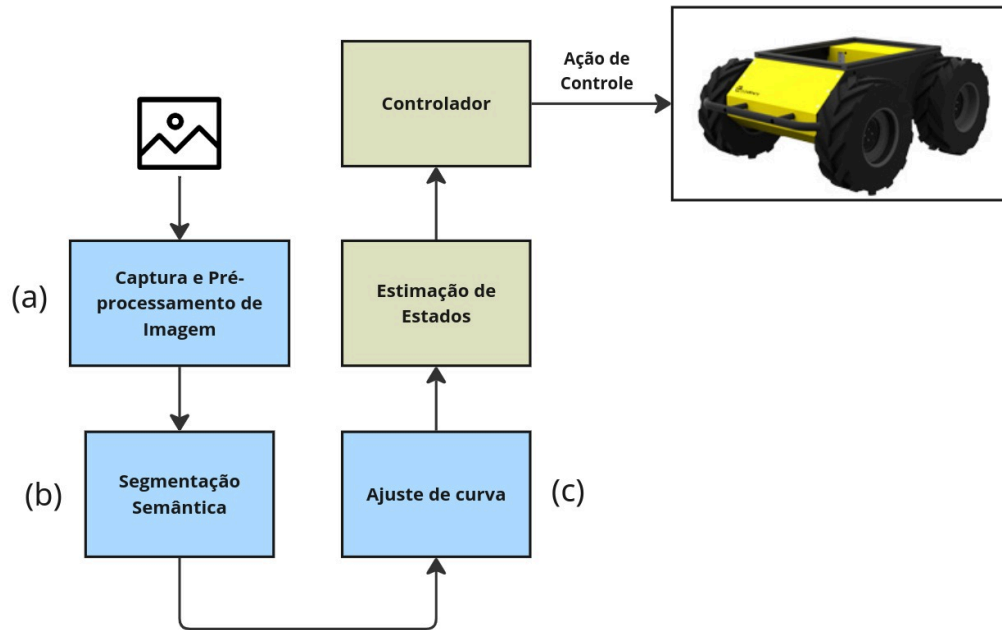 (a)
Captura e Pré-
processamento de
Imagem
(b)
Segmentação
Semântica
Ajuste de curva
(c)
Estimação de
Estados
Controlador
Ação de
Controle